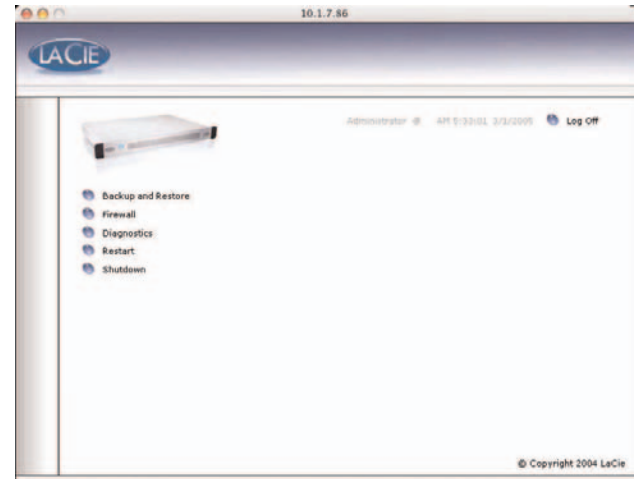 10.1.7.86
LACIE
Administrator @ AM 5:33:01 3/1/2005 Log Off
Backup and Restore
Firewall
Diagnostics
Restart
Shutdown
© Copyright 2004 LaCie